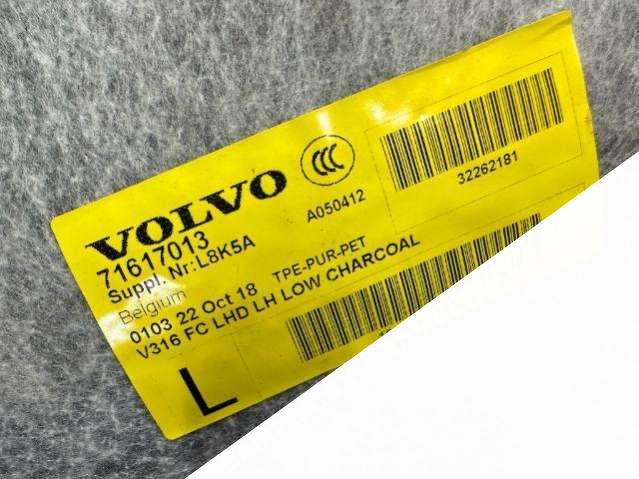 VOLVO
71617013
Suppl. Nr:L8K5A
Belgium
0103 22 Oct 18 TPE-PUR-PET
V316 FC LHD LH LOW CHARCOAL
L
CCC
A050412
32262181